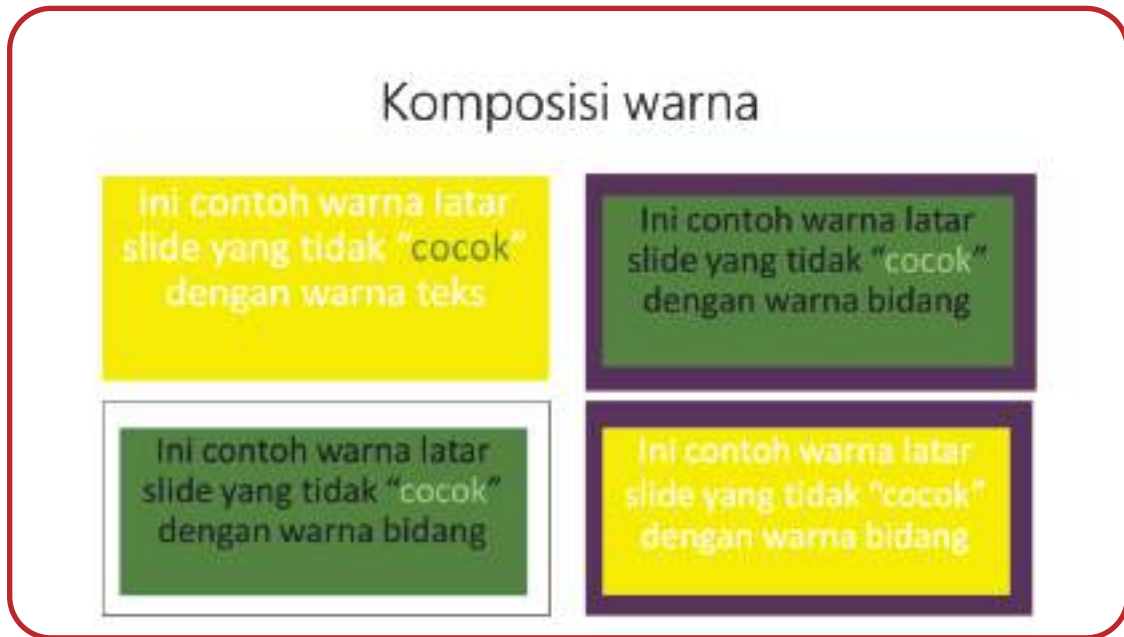 Komposisi warna
Ini contoh warna latar
slide yang tidak “cocok”
dengan warna teks
Ini contoh warna latar
slide yang tidak “cocok”
dengan warna bidang
Ini contoh warna latar
slide yang tidak “cocok”
dengan warna bidang
Ini contoh warna latar
slide yang tidak “cocok”
dengan warna bidang